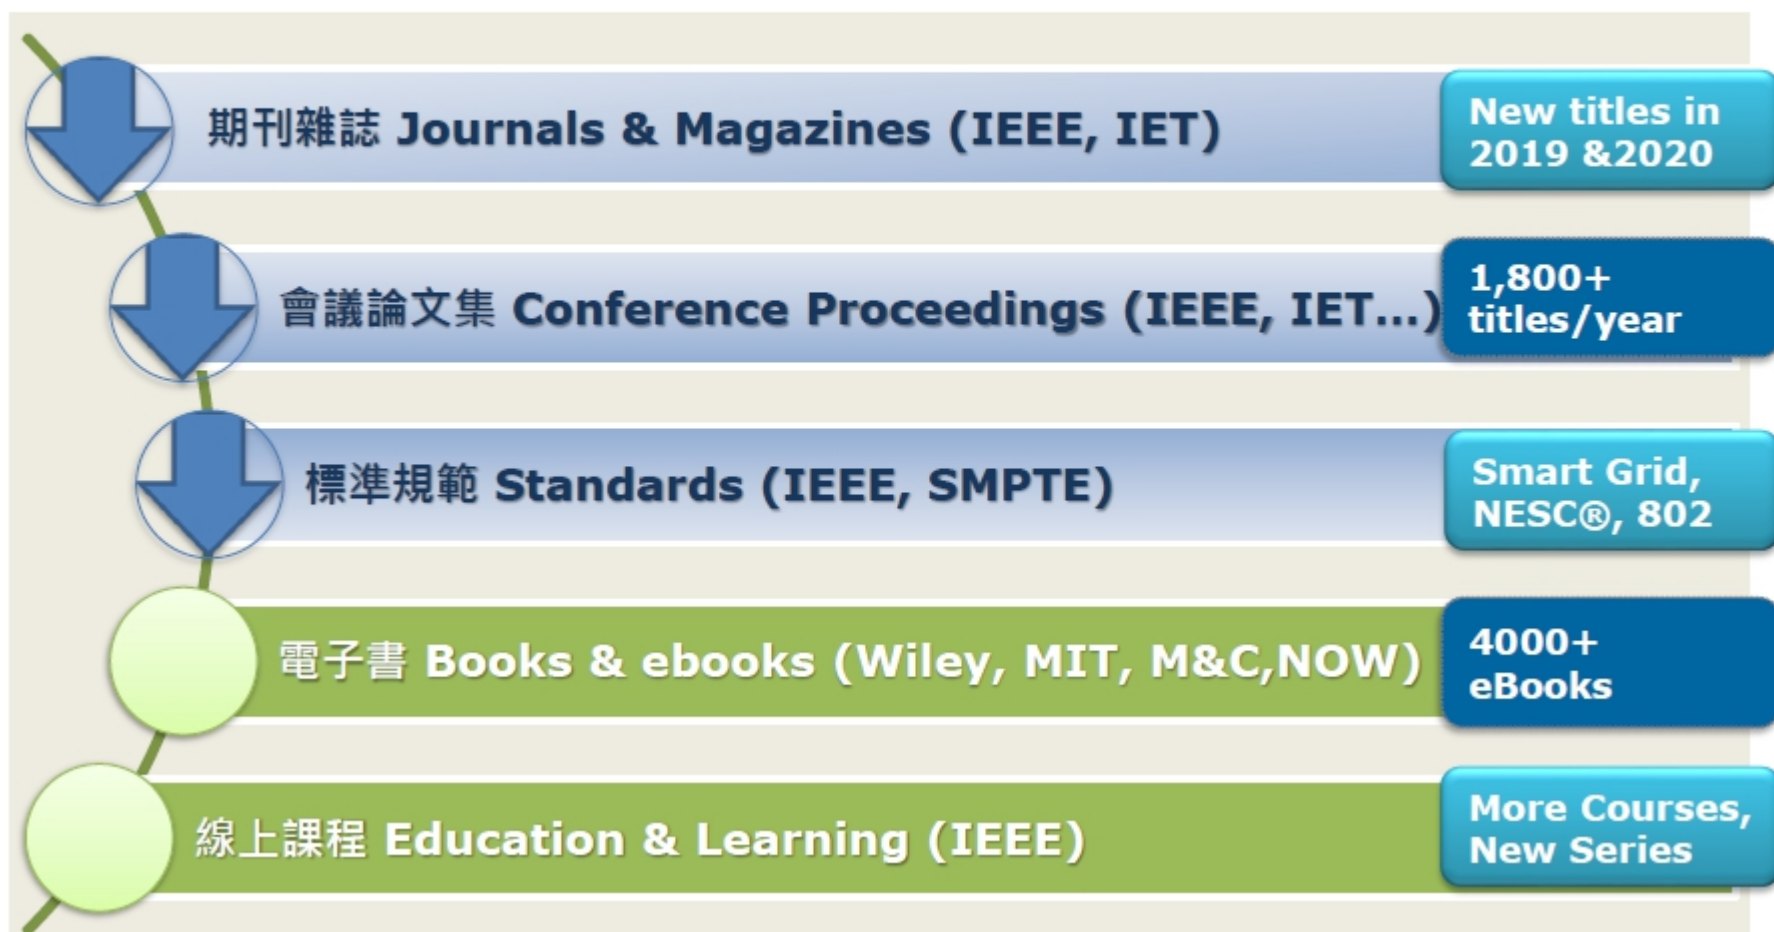 期刊雜誌 Journals & Magazines (IEEE, IET)
New titles in
2019 &2020
會議論文集 Conference Proceedings (IEEE, IET...)
1,800+
titles/year
標準規範 Standards (IEEE, SMPTE)
Smart Grid,
NESC®, 802
電子書 Books & ebooks (Wiley, MIT, M&C,NOW)
4000+
eBooks
線上課程 Education & Learning (IEEE)
More Courses,
New Series